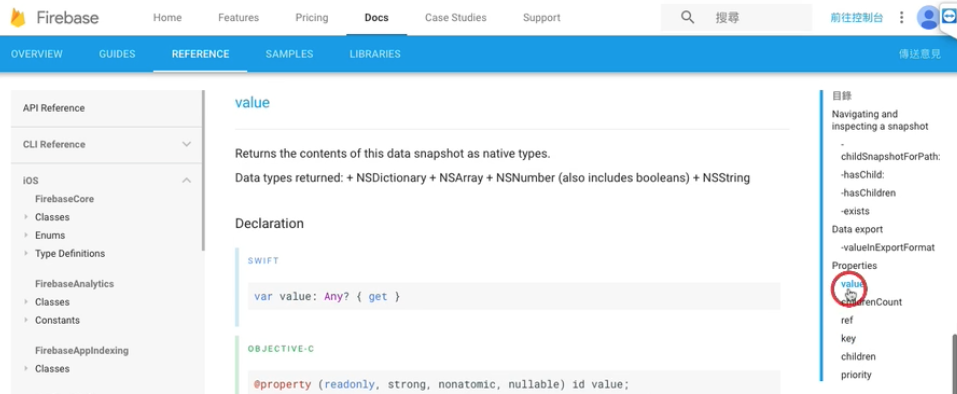 Firebase
Home
Features
Pricing
Docs
Case Studies
Support
搜尋
前往控制台
OVERVIEW
GUIDES
REFERENCE
SAMPLES
LIBRARIES
傳送意見
API Reference
CLI Reference
iOS
FirebaseCore
Classes
Enums
Type Definitions
FirebaseAnalytics
Classes
Constants
FirebaseAppIndexing
Classes
value
Returns the contents of this data snapshot as native types.
Data types returned: + NSDictionary + NSArray + NSNumber (also includes booleans) + NSString
Declaration
SWIFT
var value: Any? { get }
OBJECTIVE-C
@property (readonly, strong, nonatomic, nullable) id value;
目錄
Navigating and
inspecting a snapshot
-
childSnapshotForPath:
-hasChild:
-hasChildren
-exists
Data export
-valueInExportFormat
Properties
value
childrenCount
ref
key
children
priority